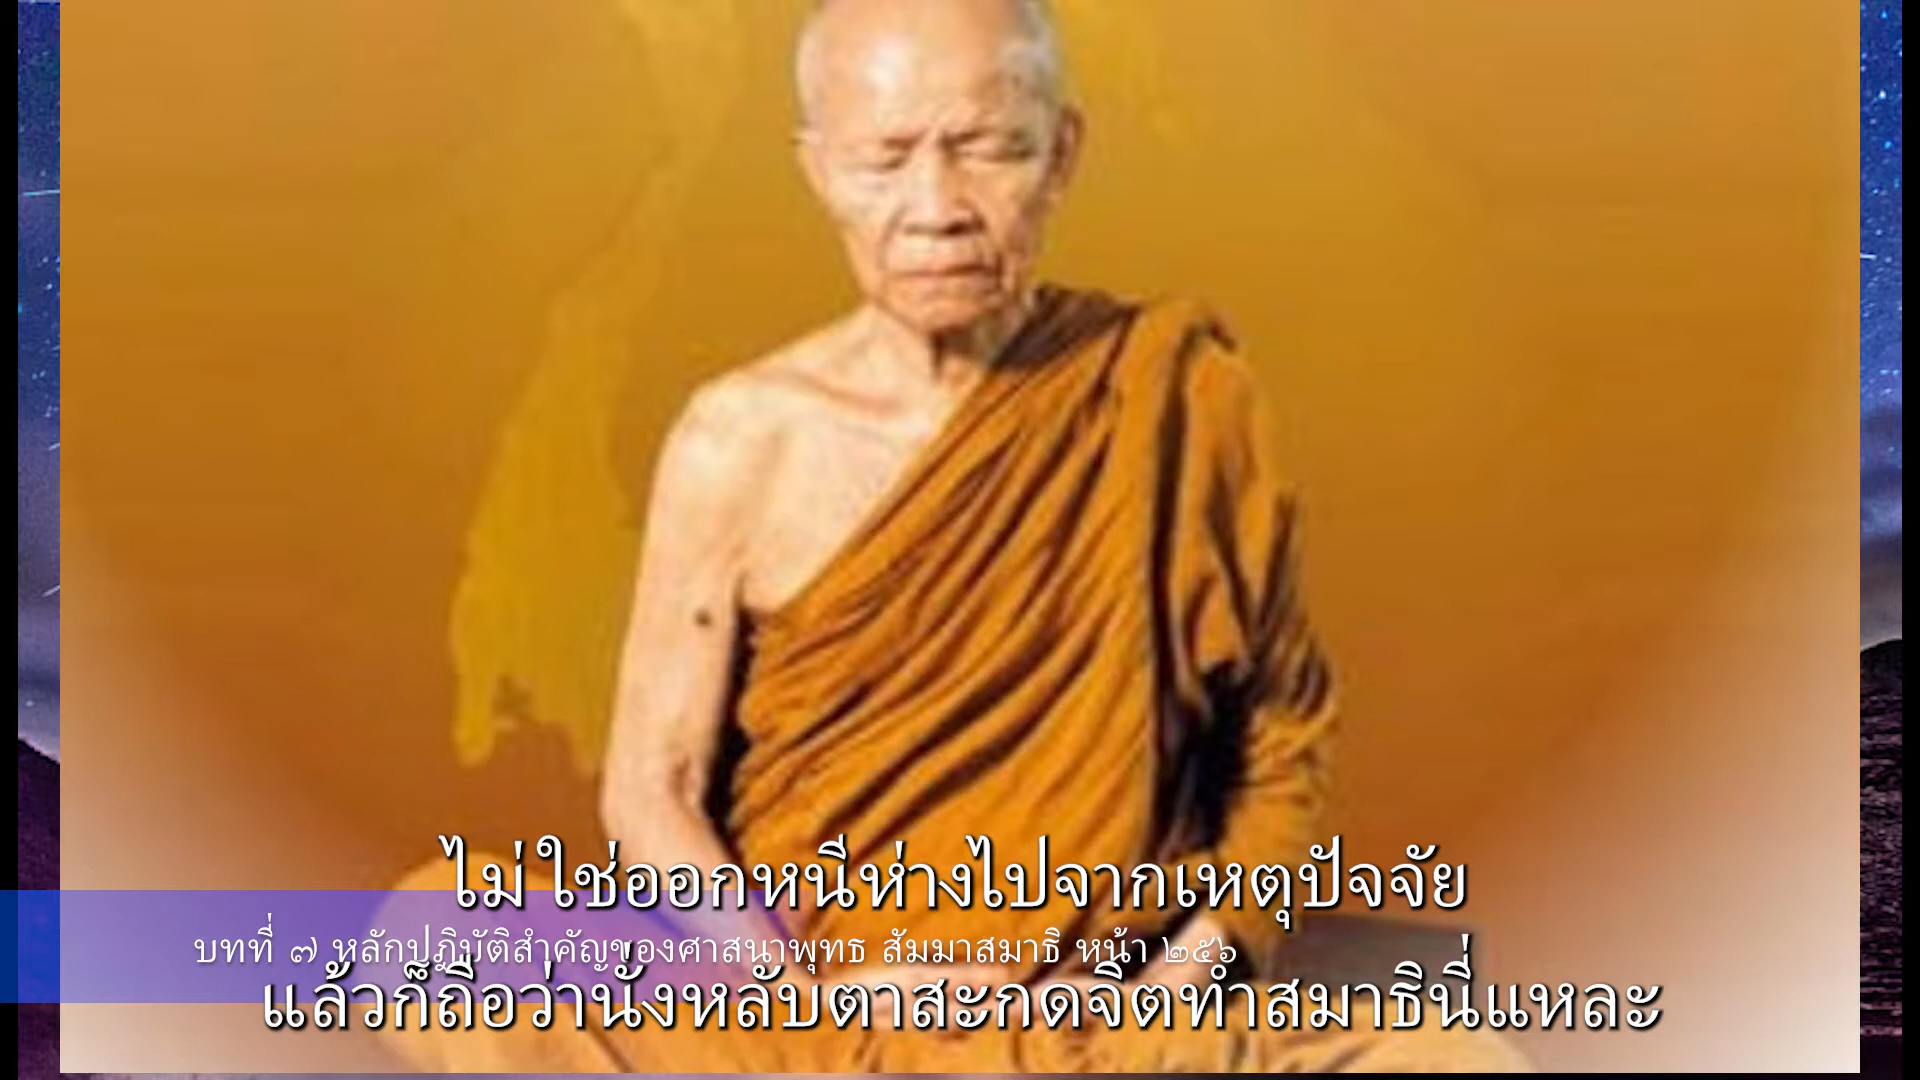 ไม่ใช่ออกหนีห่างไปจากเหตุปัจจัย
บทที่ ๗ หลักปฏิบัติสำคัญของศาสนาพุทธ สัมมาสมาธิ หน้า ๒๕๖
แล้วก็ถือว่านั่งหลับตาสะกดจิตทำสมาธินี่แหละ